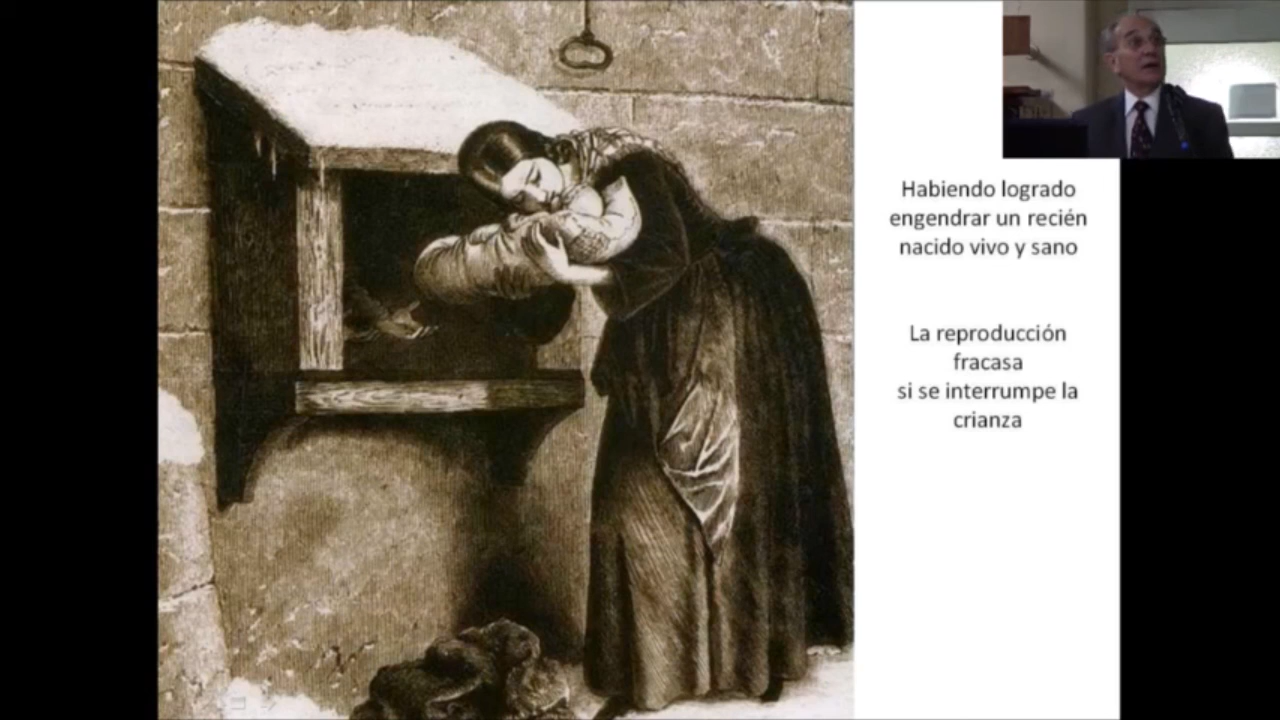 Habiendo logrado
engendrar un recién
nacido vivo y sano
La reproducción
fracasa
si se interrumpe la
crianza